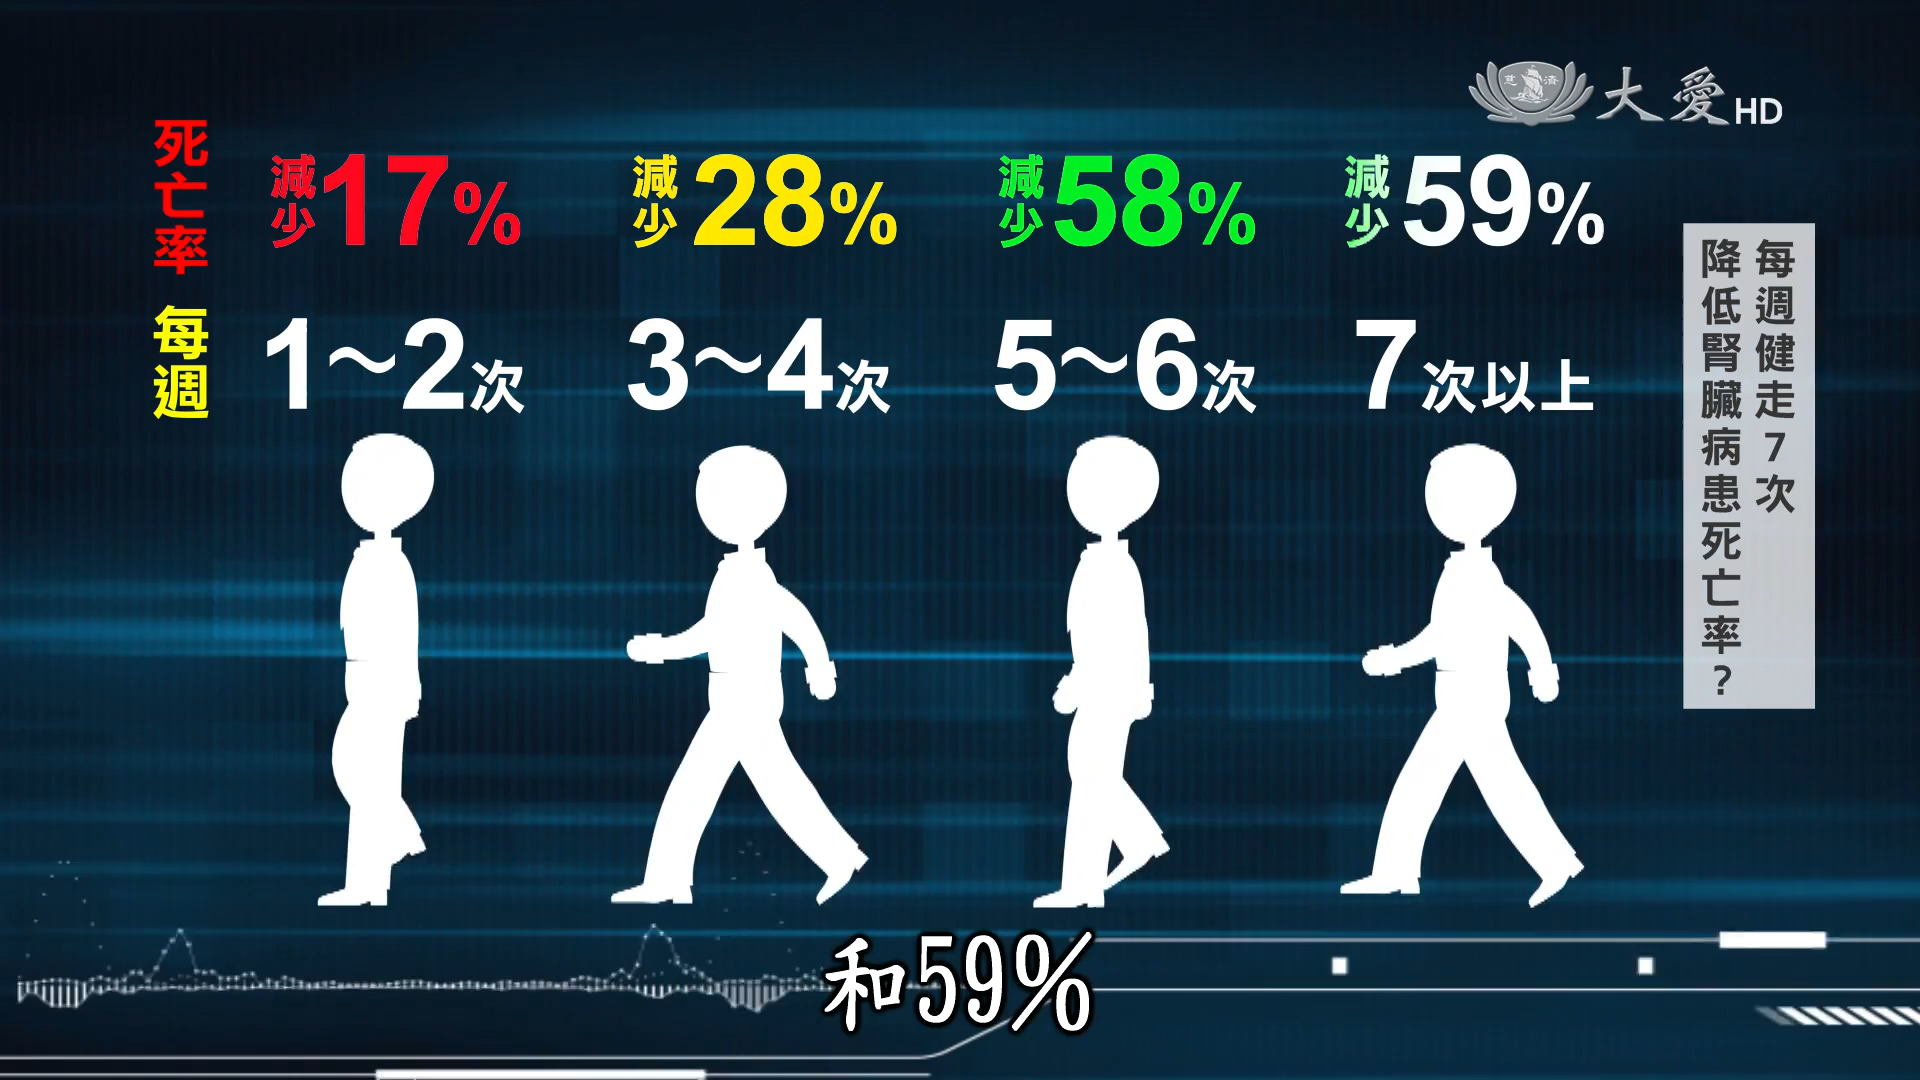 大愛HD
慈濟
死亡率
減少17%
減少28%
減少58%
減少59%
每週
1～2次
3～4次
5～6次
7次以上
每週健走7次
降低腎臟病患死亡率？
和59%